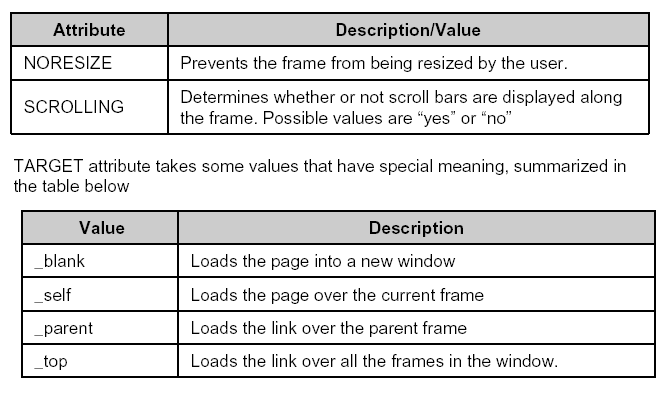 Attribute Description/Value
NORESIZE Prevents the frame from being resized by the user.
SCROLLING Determines whether or not scroll bars are displayed along
the frame. Possible values are “yes” or “no”
TARGET attribute takes some values that have special meaning, summarized in
the table below
Value Description
_blank Loads the page into a new window
_self Loads the page over the current frame
_parent Loads the link over the parent frame
_top Loads the link over all the frames in the window.